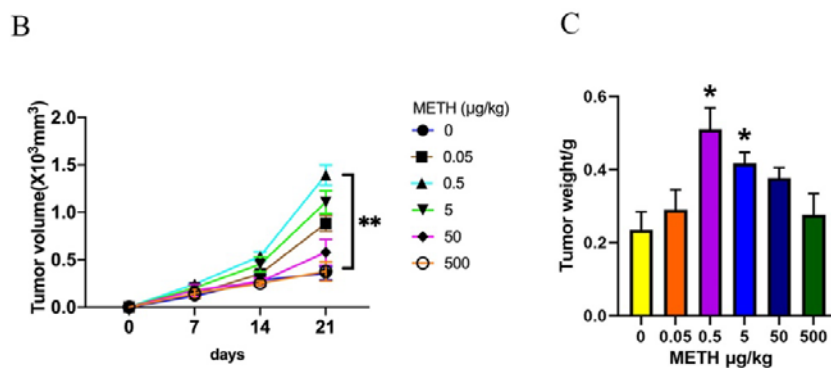 B
C
Tumor volume(X10³mm³)
2.0
1.5
1.0
0.5
0.0
0 7 14 21
days
**
METH (µg/kg)
0
0.05
0.5
5
50
500
Tumor weight/g
0.6
0.4
0.2
0.0
*
*
0 0.05 0.5 5 50 500
METH µg/kg